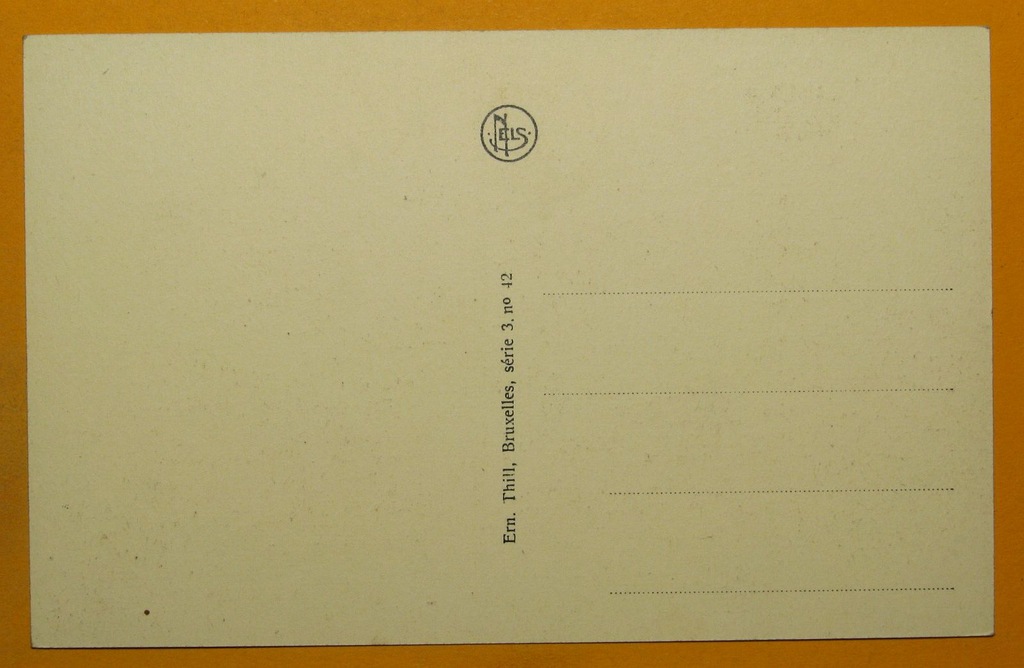 NELS
Ern. Thill, Bruxelles, série 3, no 42